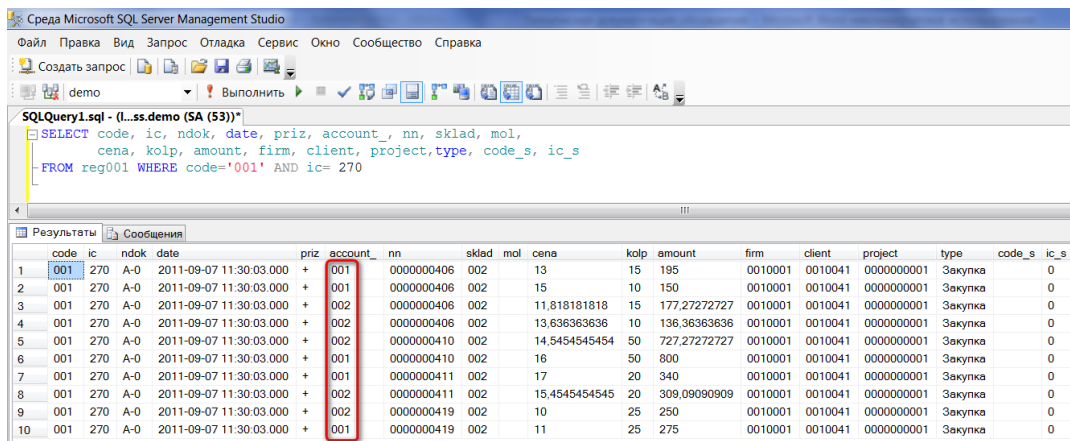 Среда Microsoft SQL Server Management Studio
Файл Правка Вид Запрос Отладка Сервис Окно Сообщество Справка
Создать запрос
demo Выполнить
SQLQuery1.sql - (l...ss.demo (SA (53))*
SELECT code, ic, ndok, date, priz, account_, nn, sklad, mol,
cena, kolp, amount, firm, client, project,type, code_s, ic_s
FROM reg001 WHERE code='001' AND ic= 270
Результаты Сообщения
code ic ndok date priz account_ nn sklad mol cena kolp amount firm client project type code_s ic_s
1 001 270 А-0 2011-09-07 11:30:03.000 + 001 0000000406 002 13 15 195 0010001 0010041 0000000001 Закупка 0
2 001 270 А-0 2011-09-07 11:30:03.000 + 001 0000000406 002 15 10 150 0010001 0010041 0000000001 Закупка 0
3 001 270 А-0 2011-09-07 11:30:03.000 + 002 0000000406 002 11,818181818 15 177,27272727 0010001 0010041 0000000001 Закупка 0
4 001 270 А-0 2011-09-07 11:30:03.000 + 002 0000000406 002 13,636363636 10 136,36363636 0010001 0010041 0000000001 Закупка 0
5 001 270 А-0 2011-09-07 11:30:03.000 + 002 0000000410 002 14,5454545454 50 727,27272727 0010001 0010041 0000000001 Закупка 0
6 001 270 А-0 2011-09-07 11:30:03.000 + 001 0000000410 002 16 50 800 0010001 0010041 0000000001 Закупка 0
7 001 270 А-0 2011-09-07 11:30:03.000 + 001 0000000411 002 17 20 340 0010001 0010041 0000000001 Закупка 0
8 001 270 А-0 2011-09-07 11:30:03.000 + 002 0000000411 002 15,4545454545 20 309,09090909 0010001 0010041 0000000001 Закупка 0
9 001 270 А-0 2011-09-07 11:30:03.000 + 002 0000000419 002 10 25 250 0010001 0010041 0000000001 Закупка 0
10 001 270 А-0 2011-09-07 11:30:03.000 + 001 0000000419 002 11 25 275 0010001 0010041 0000000001 Закупка 0